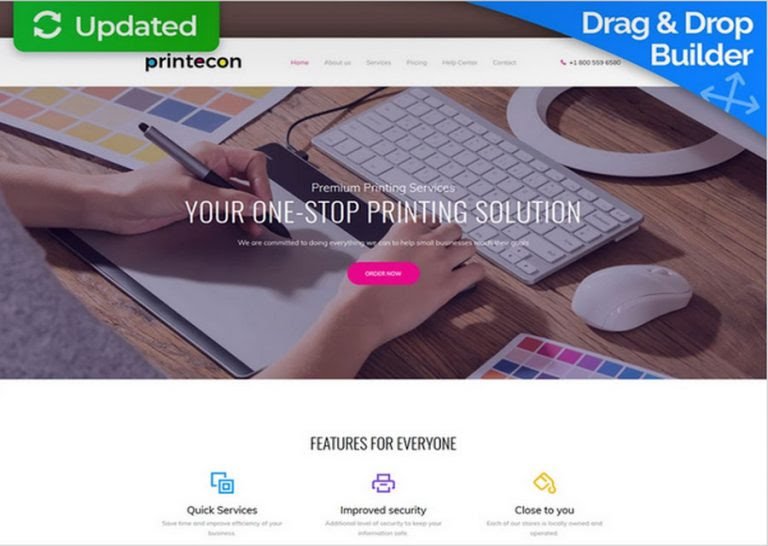 Updated
Drag & Drop
Builder
printecon
Home About us Services Pricing Help Center Contact
+1 800 559 6580
Premium Printing Services
YOUR ONE-STOP PRINTING SOLUTION
We are committed to doing everything we can to help small businesses reach their goals
ORDER NOW
FEATURES FOR EVERYONE
Quick Services Improved security Close to you
Save time and improve efficiency of your Additional level of security to keep your Each of our stores is locally owned and
business. information safe. operated.